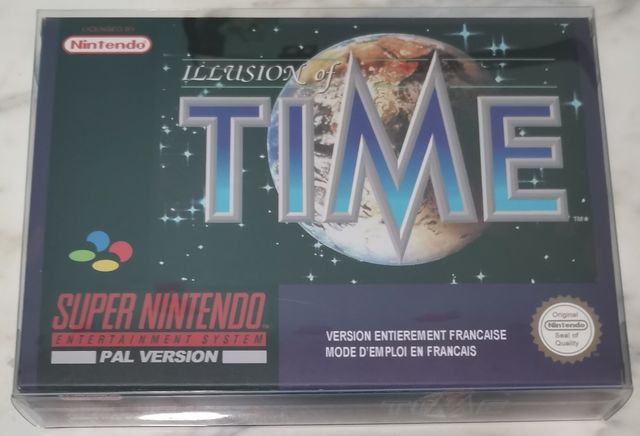 LICENSED BY
Nintendo
ILLUSION of
TIME
TM
SUPER NINTENDO
ENTERTAINMENT SYSTEM
PAL VERSION
VERSION ENTIEREMENT FRANCAISE
MODE D'EMPLOI EN FRANCAIS
Original
Nintendo
Seal of
Quality
TIME